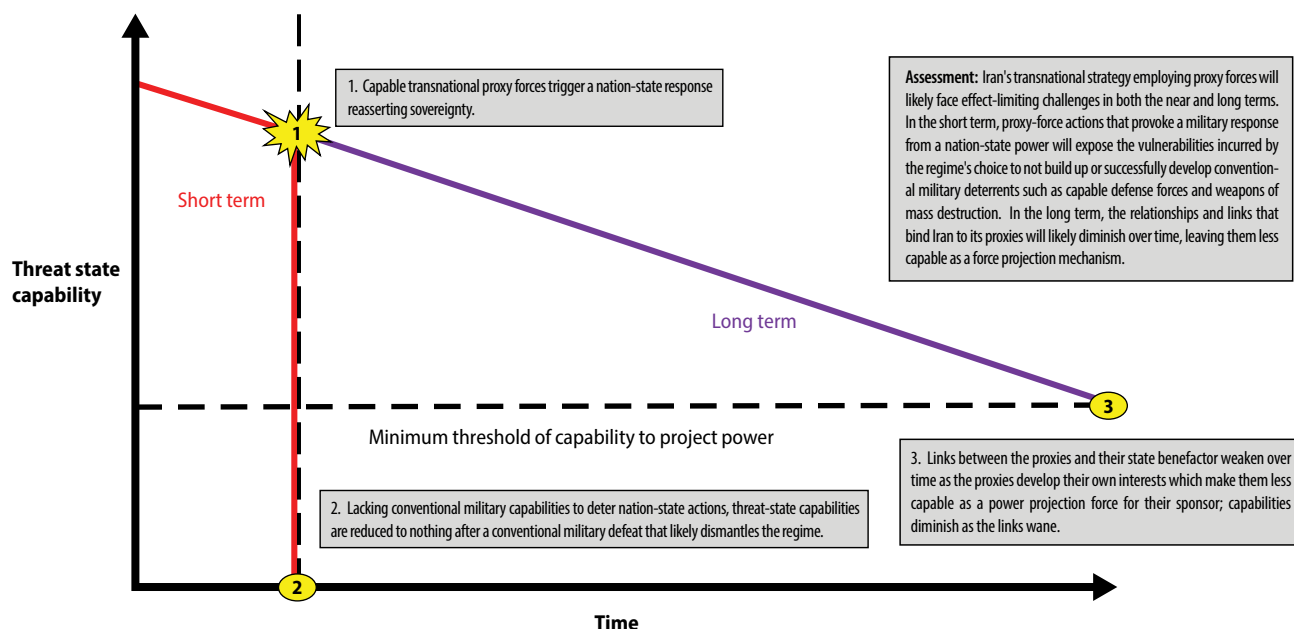 1. Capable transnational proxy forces trigger a nation-state response
reasserting sovereignty.
Assessment: Iran's transnational strategy employing proxy forces will
likely face effect-limiting challenges in both the near and long terms.
In the short term, proxy-force actions that provoke a military response
from a nation-state power will expose the vulnerabilities incurred by
the regime's choice to not build up or successfully develop convention-
al military deterrents such as capable defense forces and weapons of
mass destruction. In the long term, the relationships and links that
bind Iran to its proxies will likely diminish over time, leaving them less
capable as a force projection mechanism.
1
Short term
Threat state
capability
Long term
3
Minimum threshold of capability to project power
3. Links between the proxies and their state benefactor weaken over
time as the proxies develop their own interests which make them less
capable as a power projection force for their sponsor; capabilities
diminish as the links wane.
2. Lacking conventional military capabilities to deter nation-state actions, threat-state capabilities
are reduced to nothing after a conventional military defeat that likely dismantles the regime.
2
Time